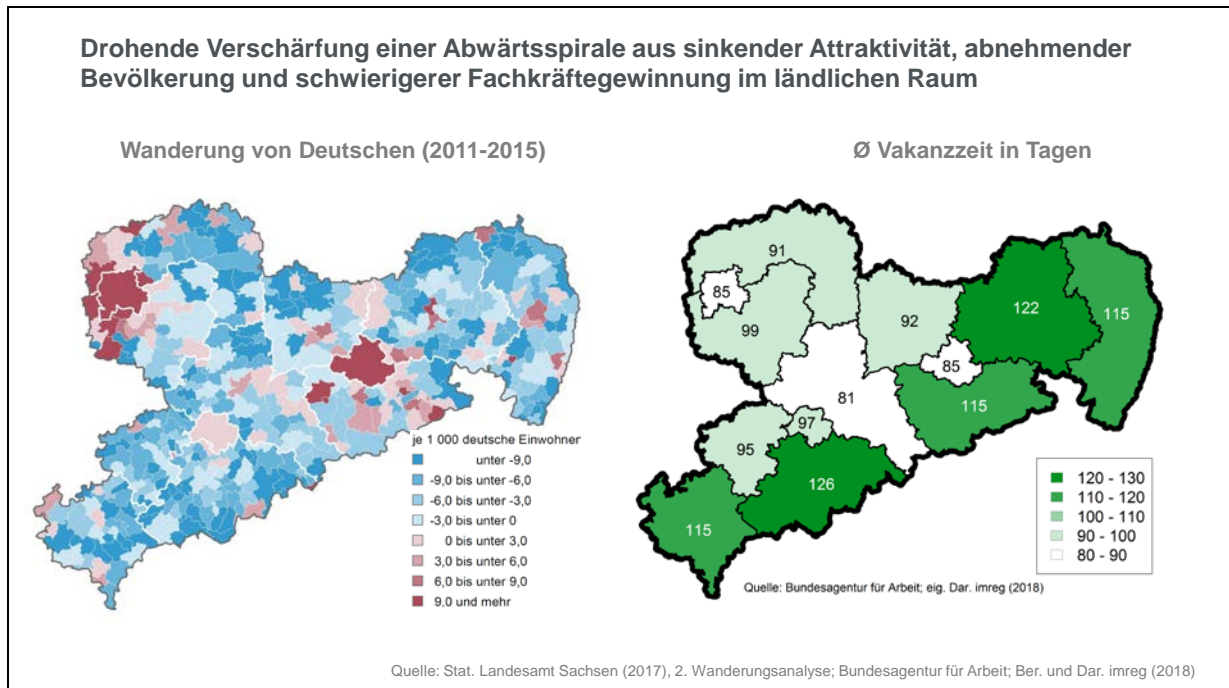 Drohende Verschärfung einer Abwärtsspirale aus sinkender Attraktivität, abnehmender
Bevölkerung und schwierigerer Fachkräftegewinnung im ländlichen Raum
Wanderung von Deutschen (2011-2015)
je 1 000 deutsche Einwohner
unter -9,0
-9,0 bis unter -6,0
-6,0 bis unter -3,0
-3,0 bis unter 0
0 bis unter 3,0
3,0 bis unter 6,0
6,0 bis unter 9,0
9,0 und mehr
Ø Vakanzzeit in Tagen
91
85
99
92
122
115
85
81
115
97
95
126
115
120 - 130
110 - 120
100 - 110
90 - 100
80 - 90
Quelle: Bundesagentur für Arbeit; eig. Dar. imreg (2018)
Quelle: Stat. Landesamt Sachsen (2017), 2. Wanderungsanalyse; Bundesagentur für Arbeit; Ber. und Dar. imreg (2018)